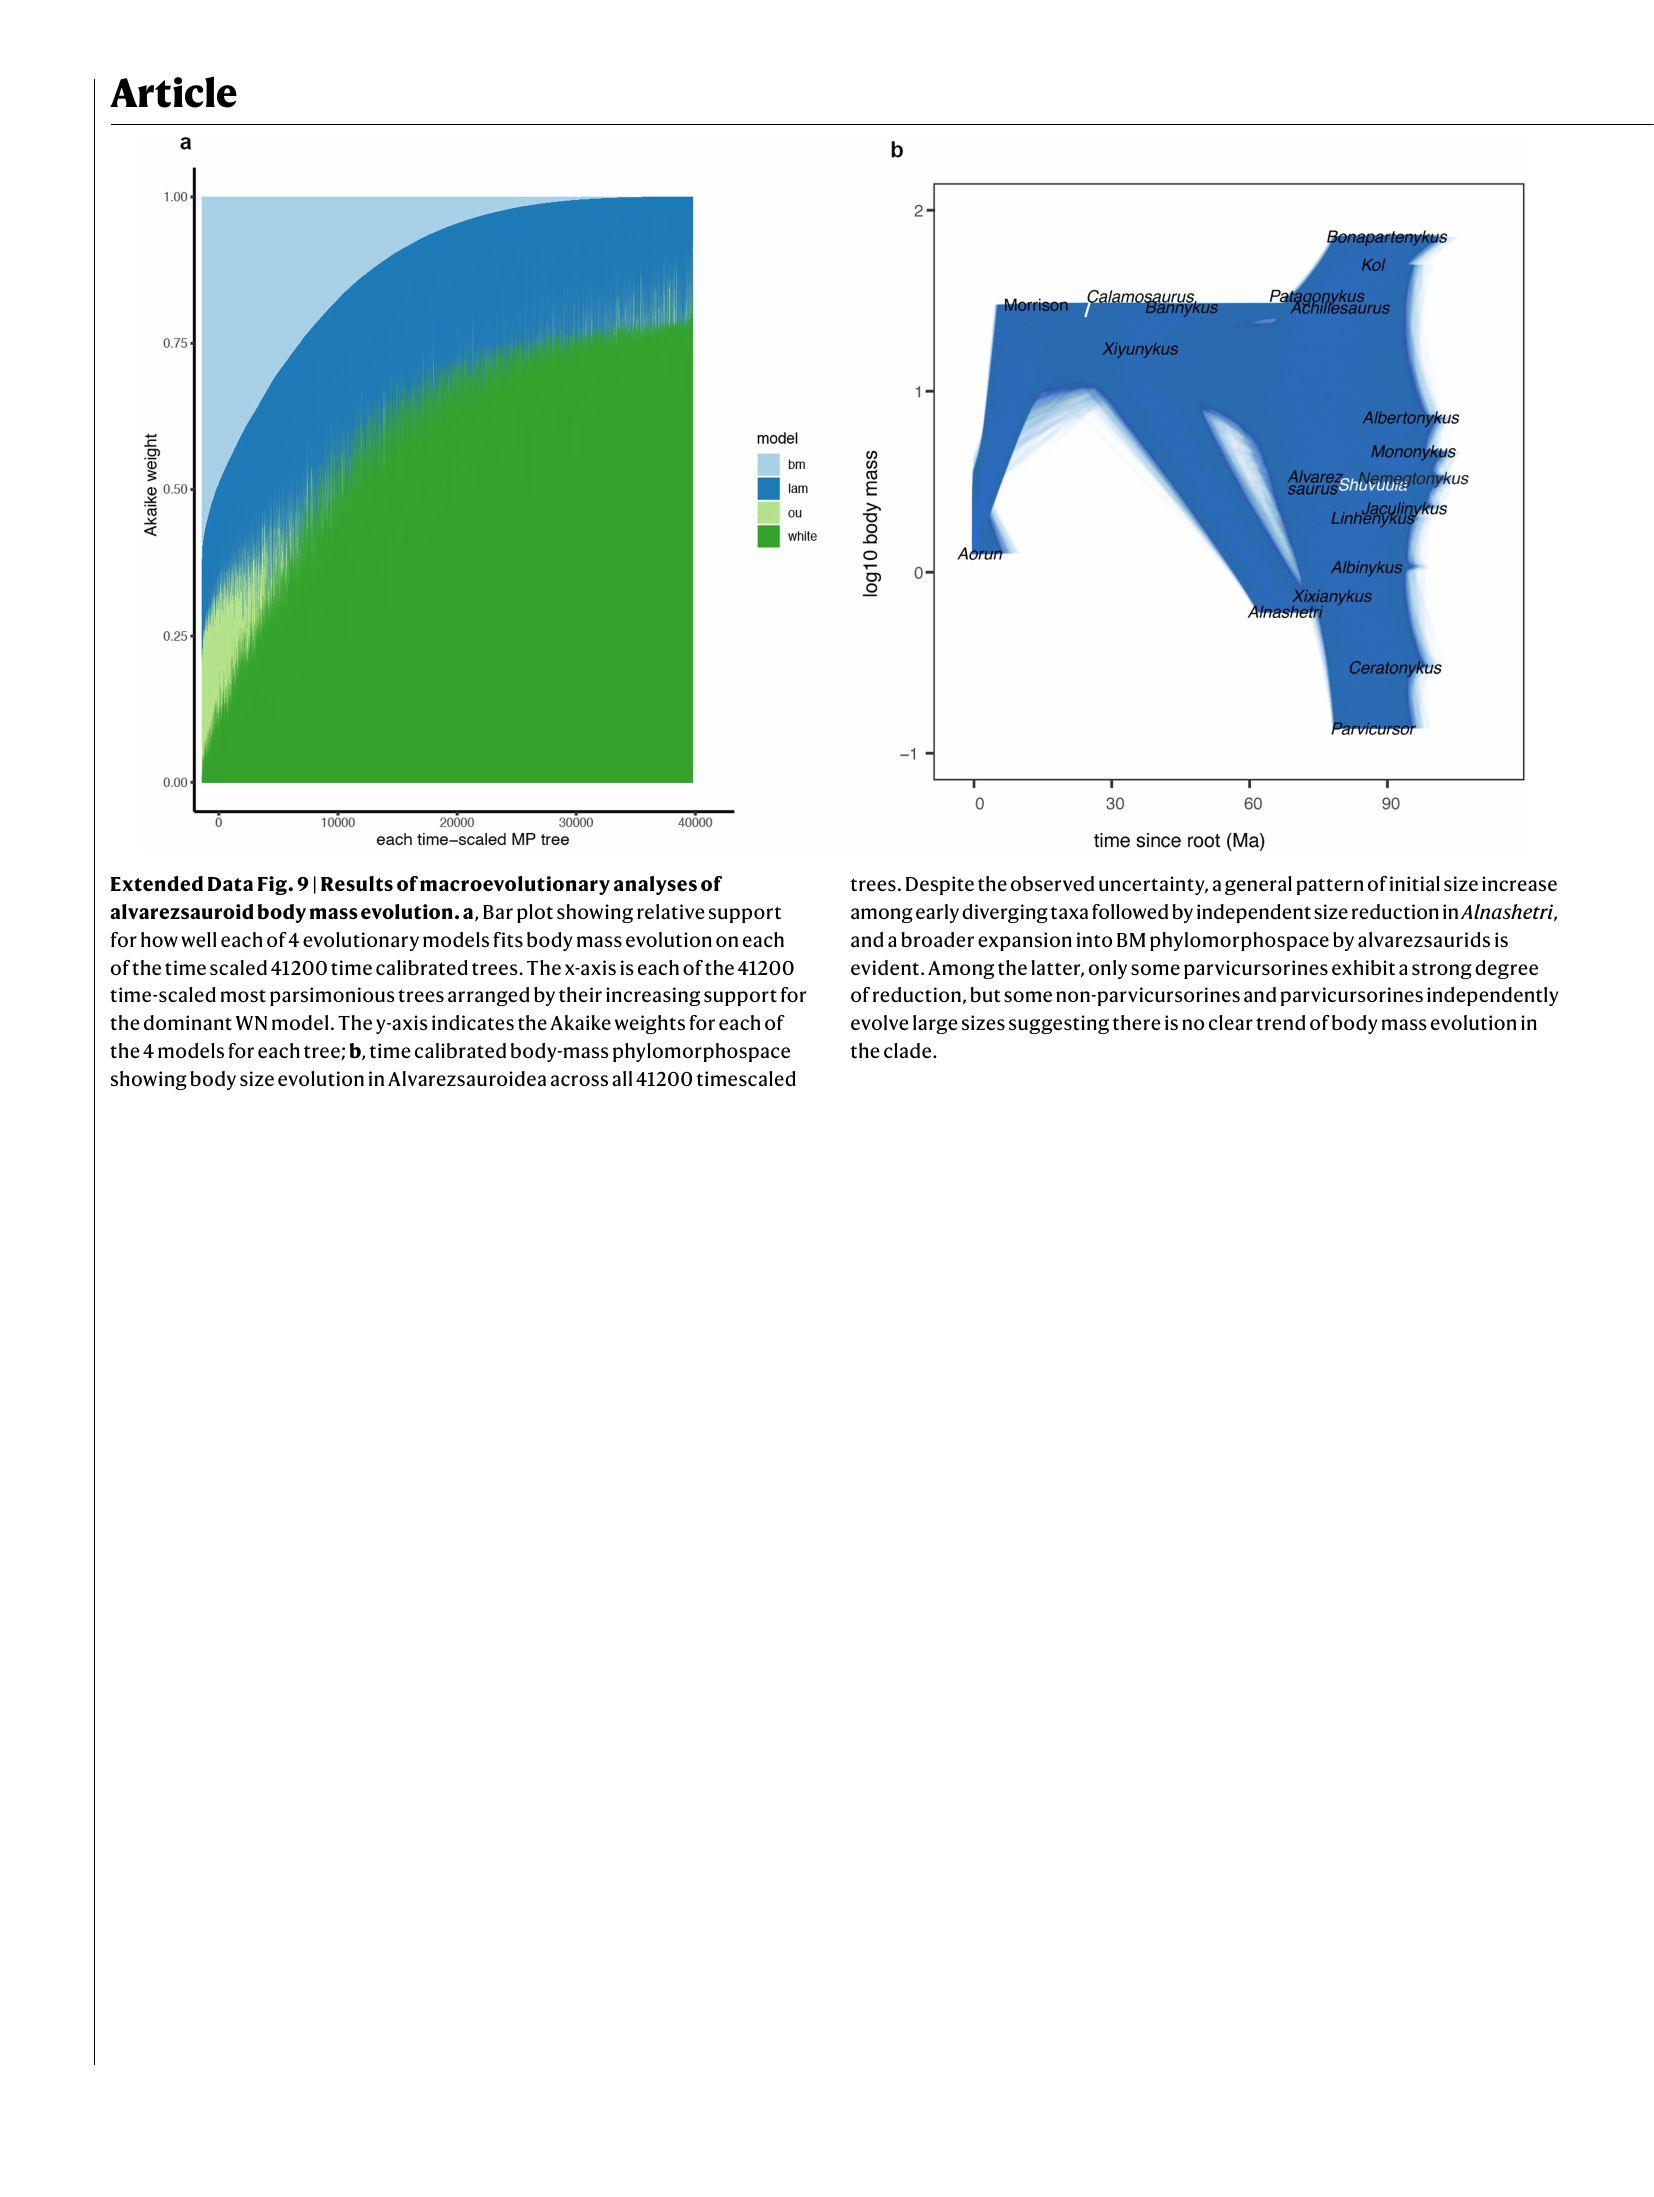 Article
a
1.00
0.75
0.50
0.25
0.00
Akaike weight
0
10000
20000
30000
40000
each time−scaled MP tree
model
bm
lam
ou
white
b
2
1
0
−1
log10 body mass
Bonapartenykus
Kol
Calamosaurus,
Patagonykus
Morrison
Bannykus
Achillesaurus
Xiyunykus
Albertonykus
Mononykus
Alvarez-
saurus
Shuvuuia
Nemegtonykus
Jaculinykus
Linhenykus
Aorun
Albinykus
Xixianykus
Alnashetri
Ceratonykus
Parvicursor
0
30
60
90
time since root (Ma)
Extended Data Fig. 9 | Results of macroevolutionary analyses of
alvarezsauroid body mass evolution. a, Bar plot showing relative support
for how well each of 4 evolutionary models fits body mass evolution on each
of the time scaled 41200 time calibrated trees. The x-axis is each of the 41200
time-scaled most parsimonious trees arranged by their increasing support for
the dominant WN model. The y-axis indicates the Akaike weights for each of
the 4 models for each tree; b, time calibrated body-mass phylomorphospace
showing body size evolution in Alvarezsauroidea across all 41200 timescaled
trees. Despite the observed uncertainty, a general pattern of initial size increase
among early diverging taxa followed by independent size reduction in Alnashetri,
and a broader expansion into BM phylomorphospace by alvarezsaurids is
evident. Among the latter, only some parvicursorines exhibit a strong degree
of reduction, but some non-parvicursorines and parvicursorines independently
evolve large sizes suggesting there is no clear trend of body mass evolution in
the clade.